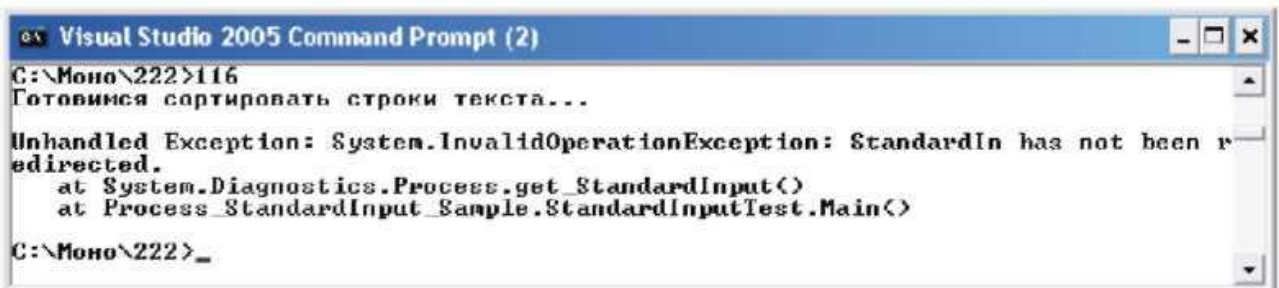 Visual Studio 2005 Command Prompt (2)
C:\Моно\222>116
Готовимся сортировать строки текста...
Unhandled Exception: System.InvalidOperationException: StandardIn has not been r
edirected.
   at System.Diagnostics.Process.get_StandardInput()
   at Process_StandardInput_Sample.StandardInputTest.Main()
C:\Моно\222>_